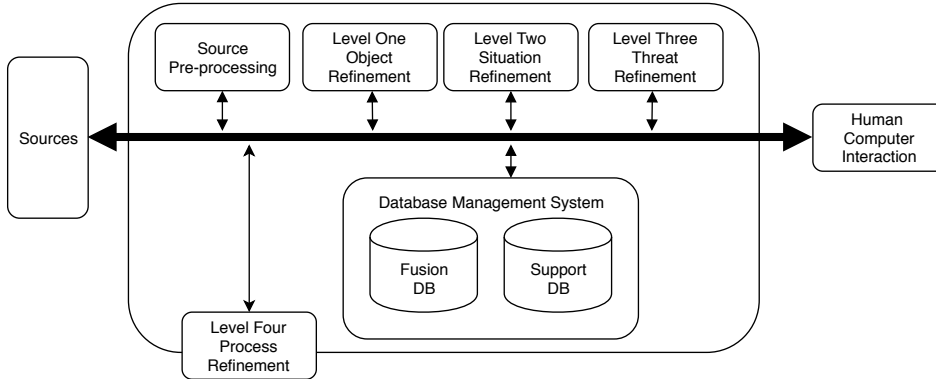 Source
Pre-processing
Level One
Object
Refinement
Level Two
Situation
Refinement
Level Three
Threat
Refinement
Sources
Human
Computer
Interaction
Database Management System
Fusion
DB
Support
DB
Level Four
Process
Refinement